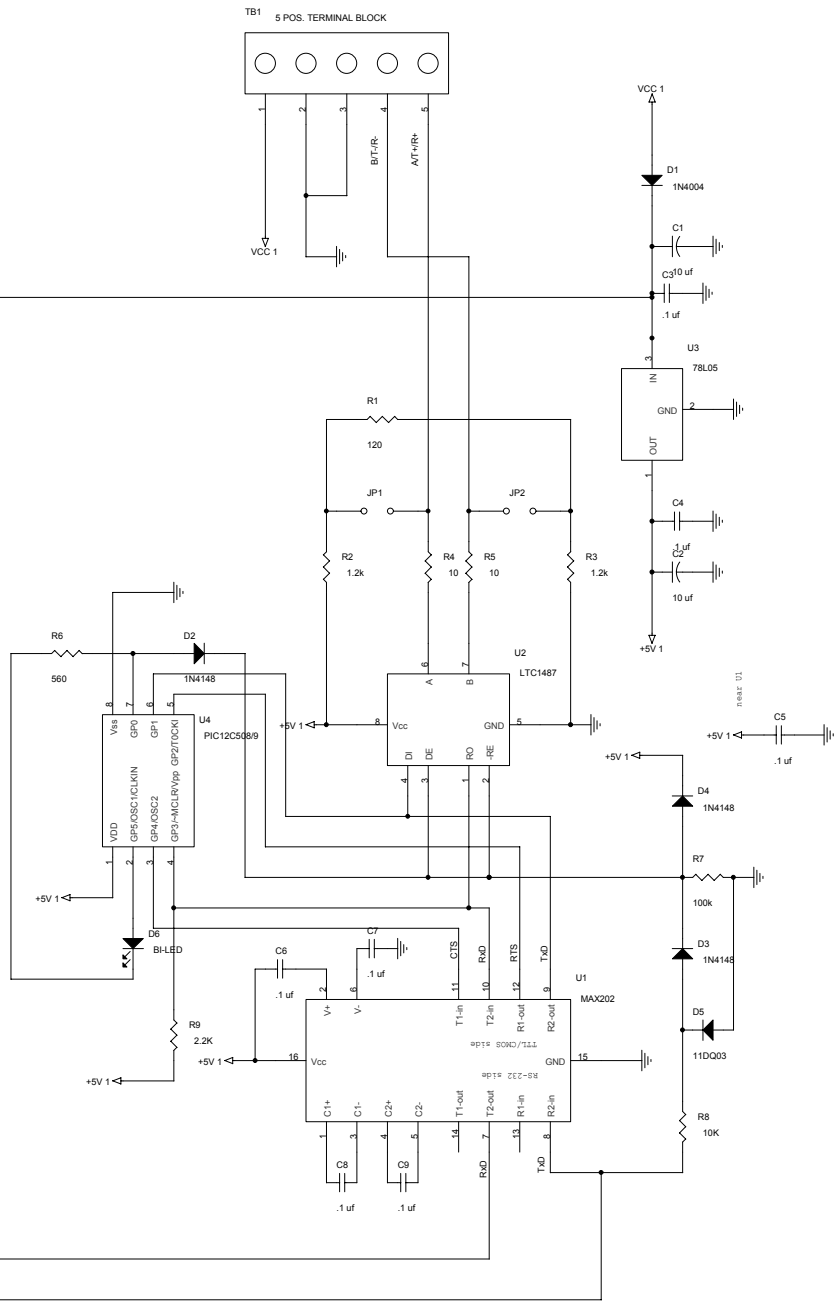 TB1
5 POS. TERMINAL BLOCK
1
2
3
4
5
B/T-/R-
A/T+/R+
VCC 1
VCC 1
D1
1N4004
C1
10 uf
C3
.1 uf
U3
78L05
3
IN
GND
2
OUT
1
C4
.1 uf
C2
10 uf
+5V 1
R1
120
JP1
JP2
R2
1.2k
R4
10
R5
10
R3
1.2k
U2
LTC1487
6
7
A
B
+5V 1
8
Vcc
GND
5
DI
DE
RO
-RE
4
3
1
2
R6
560
D2
1N4148
8
7
6
5
U4
PIC12C508/9
Vss
GP0
GP1
GP2/T0CKI
VDD
GP5/OSC1/CLKIN
GP4/OSC2
GP3/~MCLR/Vpp
1
2
3
4
+5V 1
D6
BI-LED
near U1
+5V 1
C5
.1 uf
+5V 1
D4
1N4148
R7
100k
D3
1N4148
D5
11DQ03
R8
10K
R9
2.2K
+5V 1
C6
.1 uf
C7
.1 uf
CTS
RxD
RTS
TxD
2
6
11
10
12
9
U1
MAX202
V+
V-
T1-in
T2-in
R1-out
R2-out
TTL/CMOS side
+5V 1
16
Vcc
GND
15
RS-232 side
C1+
C1-
C2+
C2-
T1-out
T2-out
R1-in
R2-in
1
3
4
5
14
7
13
8
RxD
TxD
C8
.1 uf
C9
.1 uf